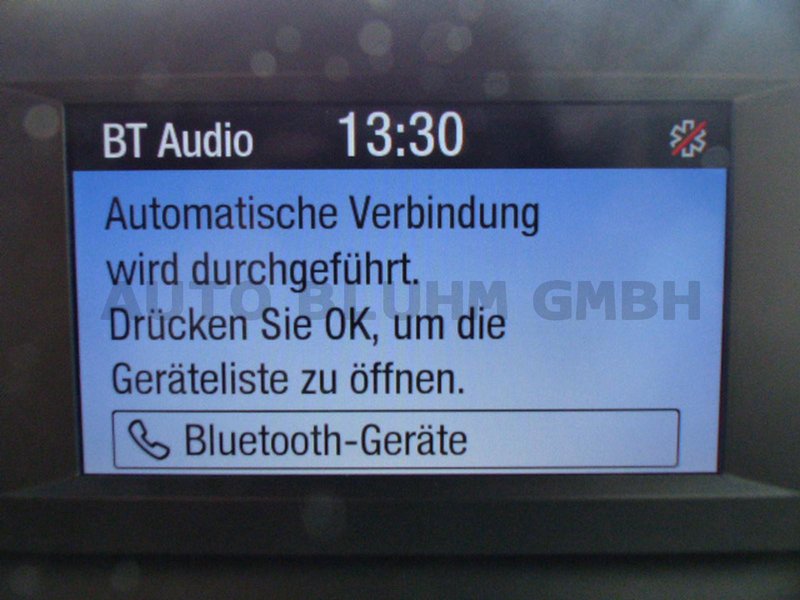 BT Audio 13:30
Automatische Verbindung
wird durchgeführt.
AUTO BLUHM GMBH
Drücken Sie OK, um die
Geräteliste zu öffnen.
Bluetooth-Geräte